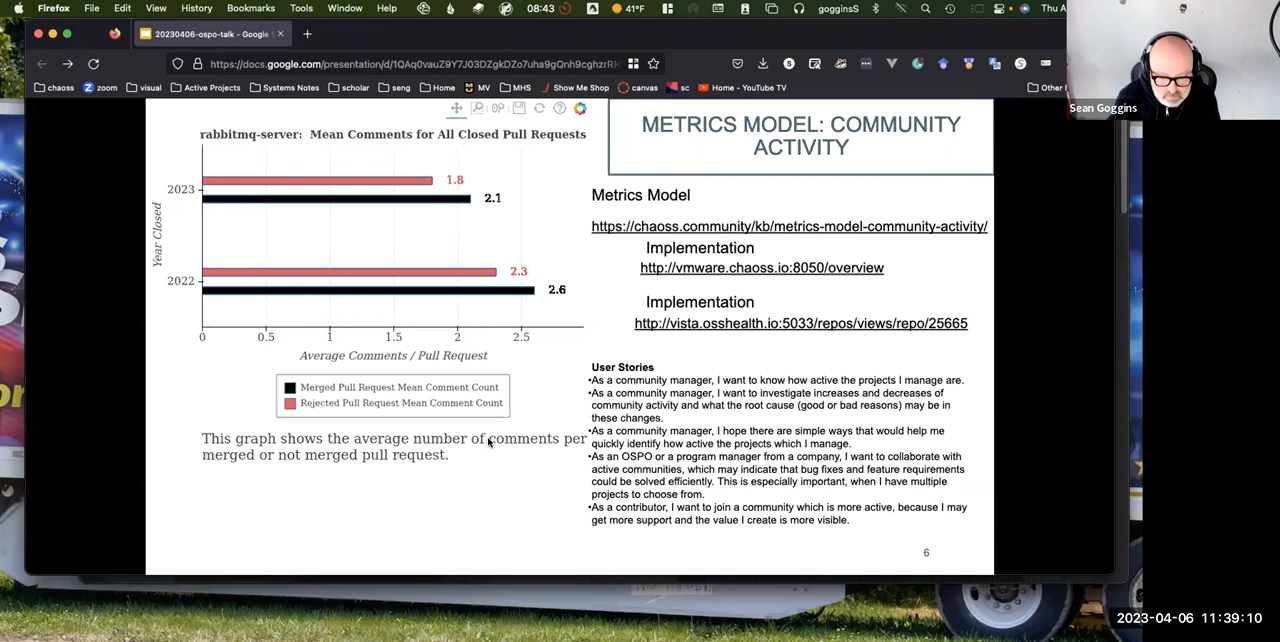 Firefox File Edit View History Bookmarks Tools Window Help 08:43 41°F gogginsS Thu A
20230406-ospo-talk - Google S
https://docs.google.com/presentation/d/1QAq0vauZ9Y7J03DZgkDZo7uha9gQnh9cghzrRH
chaoss zoom visual Active Projects Systems Notes scholar seng Home MV MHS Show Me Shop canvas sc Home - YouTube TV Other
Sean Goggins
rabbitmq-server: Mean Comments for All Closed Pull Requests
2023
1.8
2.1
Year Closed
2022
2.3
2.6
0 0.5 1 1.5 2 2.5
Average Comments / Pull Request
Merged Pull Request Mean Comment Count
Rejected Pull Request Mean Comment Count
This graph shows the average number of comments per
merged or not merged pull request.
METRICS MODEL: COMMUNITY
ACTIVITY
Metrics Model
https://chaoss.community/kb/metrics-model-community-activity/
Implementation
http://vmware.chaoss.io:8050/overview
Implementation
http://vista.osshealth.io:5033/repos/views/repo/25665
User Stories
•As a community manager, I want to know how active the projects I manage are.
•As a community manager, I want to investigate increases and decreases of
community activity and what the root cause (good or bad reasons) may be in
these changes.
•As a community manager, I hope there are simple ways that would help me
quickly identify how active the projects which I manage.
•As an OSPO or a program manager from a company, I want to collaborate with
active communities, which may indicate that bug fixes and feature requirements
could be solved efficiently. This is especially important, when I have multiple
projects to choose from.
•As a contributor, I want to join a community which is more active, because I may
get more support and the value I create is more visible.
6
2023-04-06 11:39:10